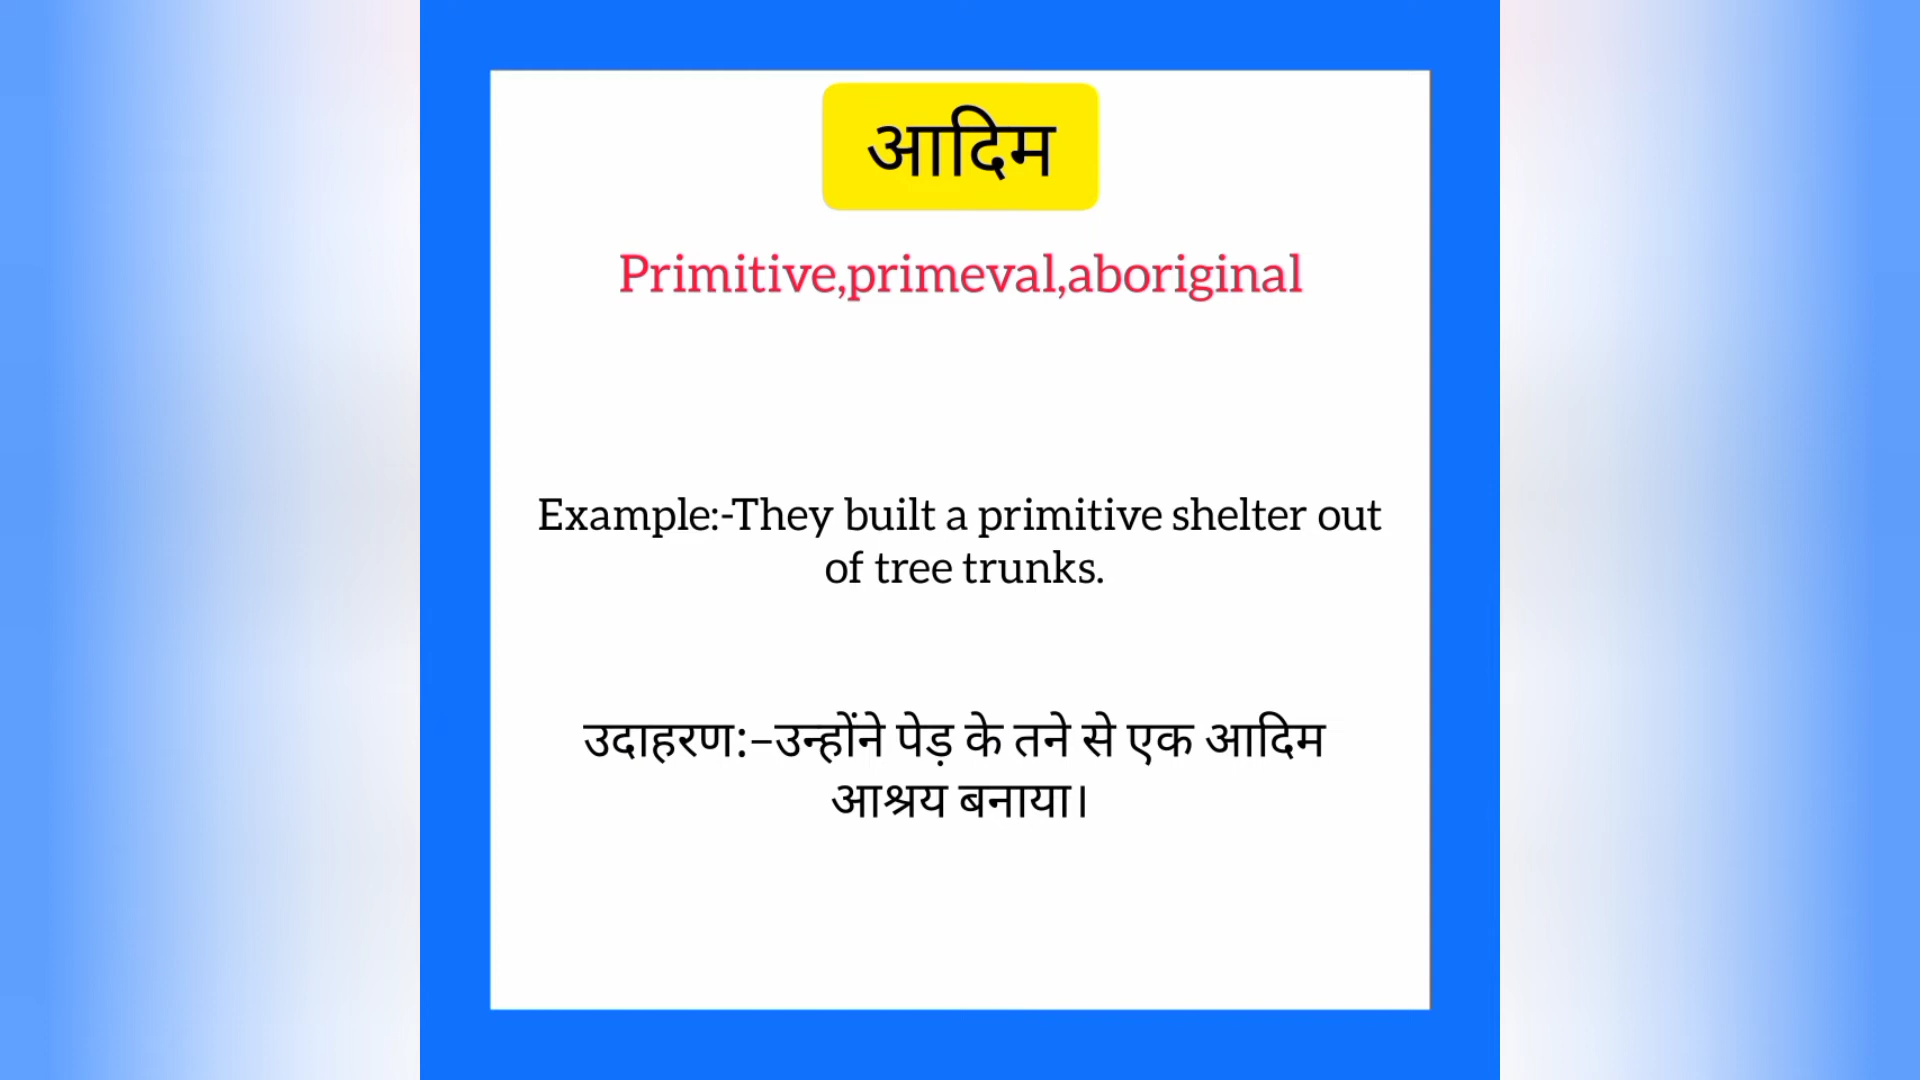 आदिम
Primitive,primeval,aboriginal
Example:-They built a primitive shelter out
of tree trunks.
उदाहरण:–उन्होंने पेड़ के तने से एक आदिम
आश्रय बनाया।